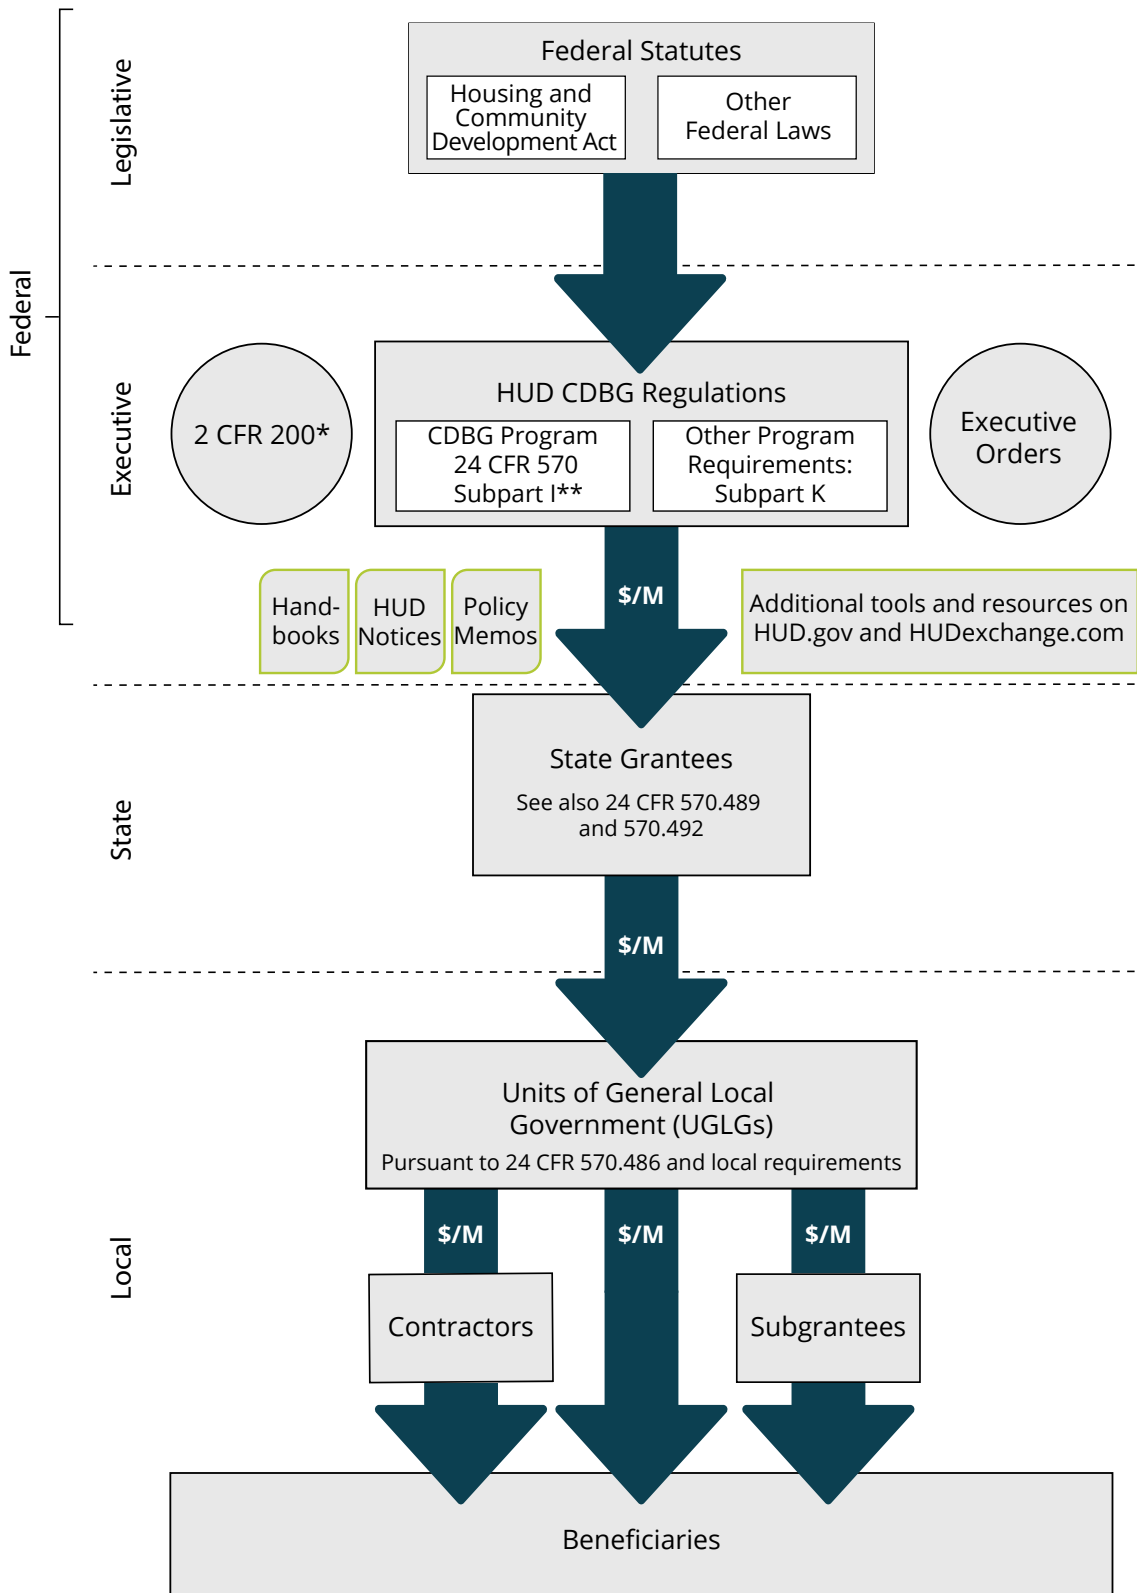 Federal
Legislative
Federal Statutes
Housing and
Community
Development Act
Other
Federal Laws
Executive
2 CFR 200*
HUD CDBG Regulations
CDBG Program
24 CFR 570
Subpart I**
Other Program
Requirements:
Subpart K
Executive
Orders
Hand-
books
HUD
Notices
Policy
Memos
$/M
Additional tools and resources on
HUD.gov and HUDexchange.com
State
State Grantees
See also 24 CFR 570.489
and 570.492
$/M
Local
Units of General Local
Government (UGLGs)
Pursuant to 24 CFR 570.486 and local requirements
$/M
$/M
$/M
Contractors
Subgrantees
Beneficiaries